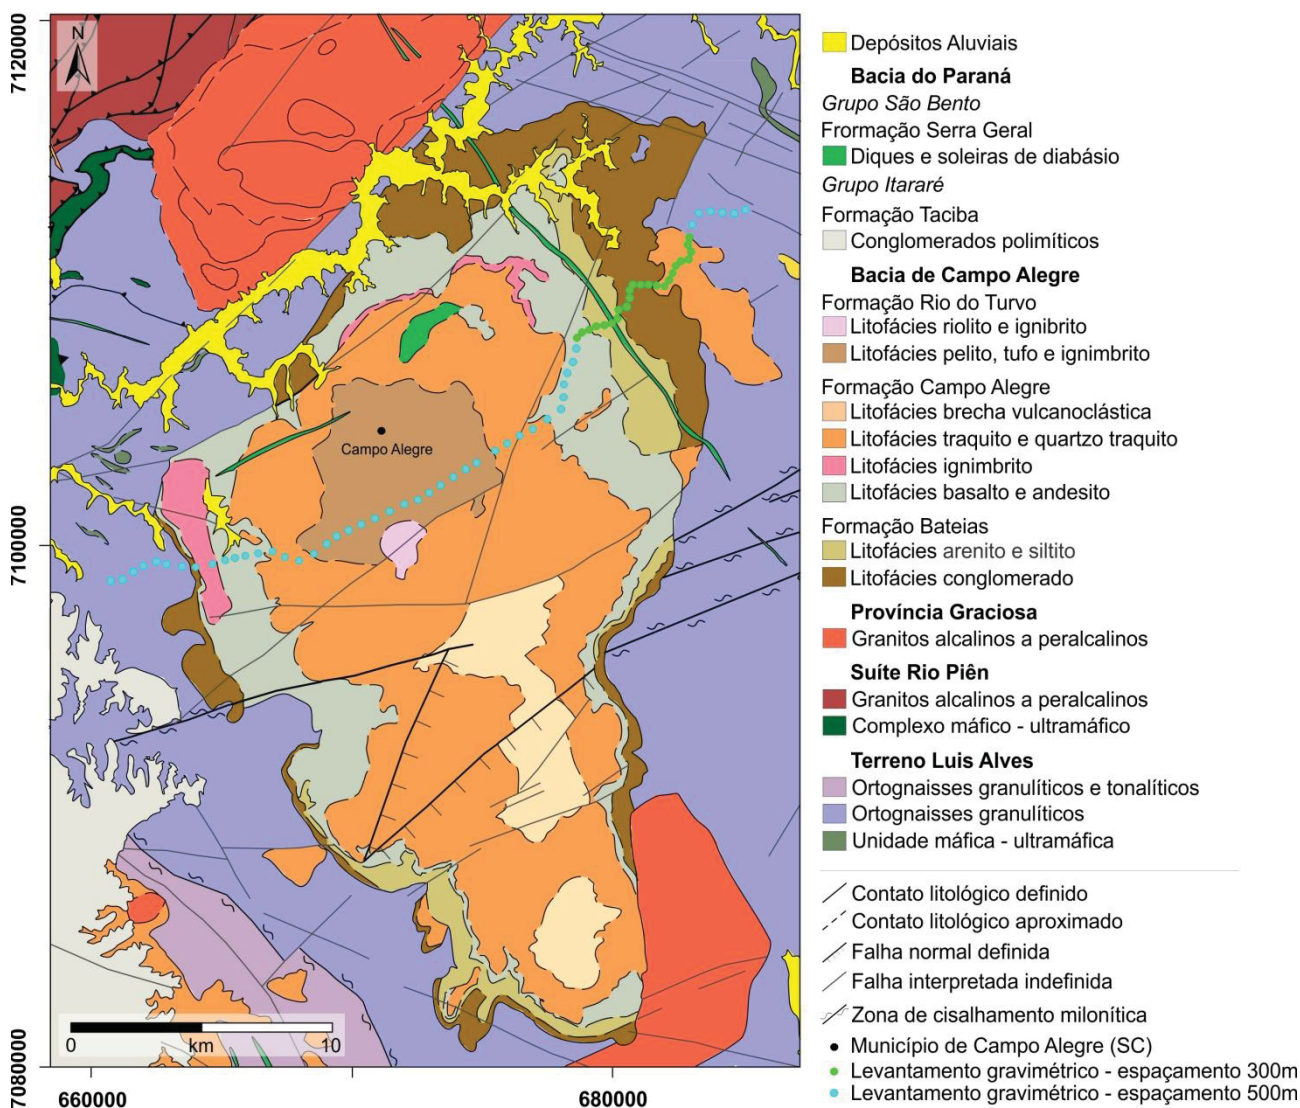 7120000
7100000
7080000
N
Campo Alegre
0
km
10
660000
680000
Depósitos Aluviais
Bacia do Paraná
Grupo São Bento
Frormação Serra Geral
Diques e soleiras de diabásio
Grupo Itararé
Formação Taciba
Conglomerados polimíticos
Bacia de Campo Alegre
Formação Rio do Turvo
Litofácies riolito e ignibrito
Litofácies pelito, tufo e ignimbrito
Formação Campo Alegre
Litofácies brecha vulcanoclástica
Litofácies traquito e quartzo traquito
Litofácies ignimbrito
Litofácies basalto e andesito
Formação Bateias
Litofácies arenito e siltito
Litofácies conglomerado
Província Graciosa
Granitos alcalinos a peralcalinos
Suíte Rio Piên
Granitos alcalinos a peralcalinos
Complexo máfico - ultramáfico
Terreno Luis Alves
Ortognaisses granulíticos e tonalíticos
Ortognaisses granulíticos
Unidade máfica - ultramáfica
Contato litológico definido
Contato litológico aproximado
Falha normal definida
Falha interpretada indefinida
Zona de cisalhamento milonítica
Município de Campo Alegre (SC)
Levantamento gravimétrico - espaçamento 300m
Levantamento gravimétrico - espaçamento 500m